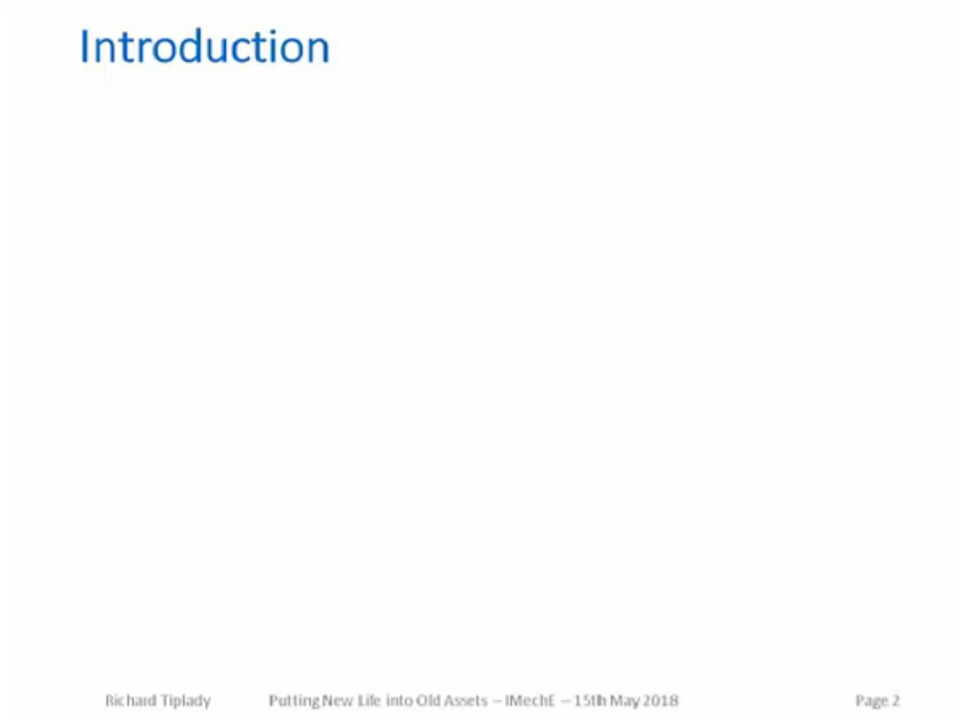 Introduction
Richard Tiplady Putting New Life into Old Assets – IMechE – 15th May 2018 Page 2